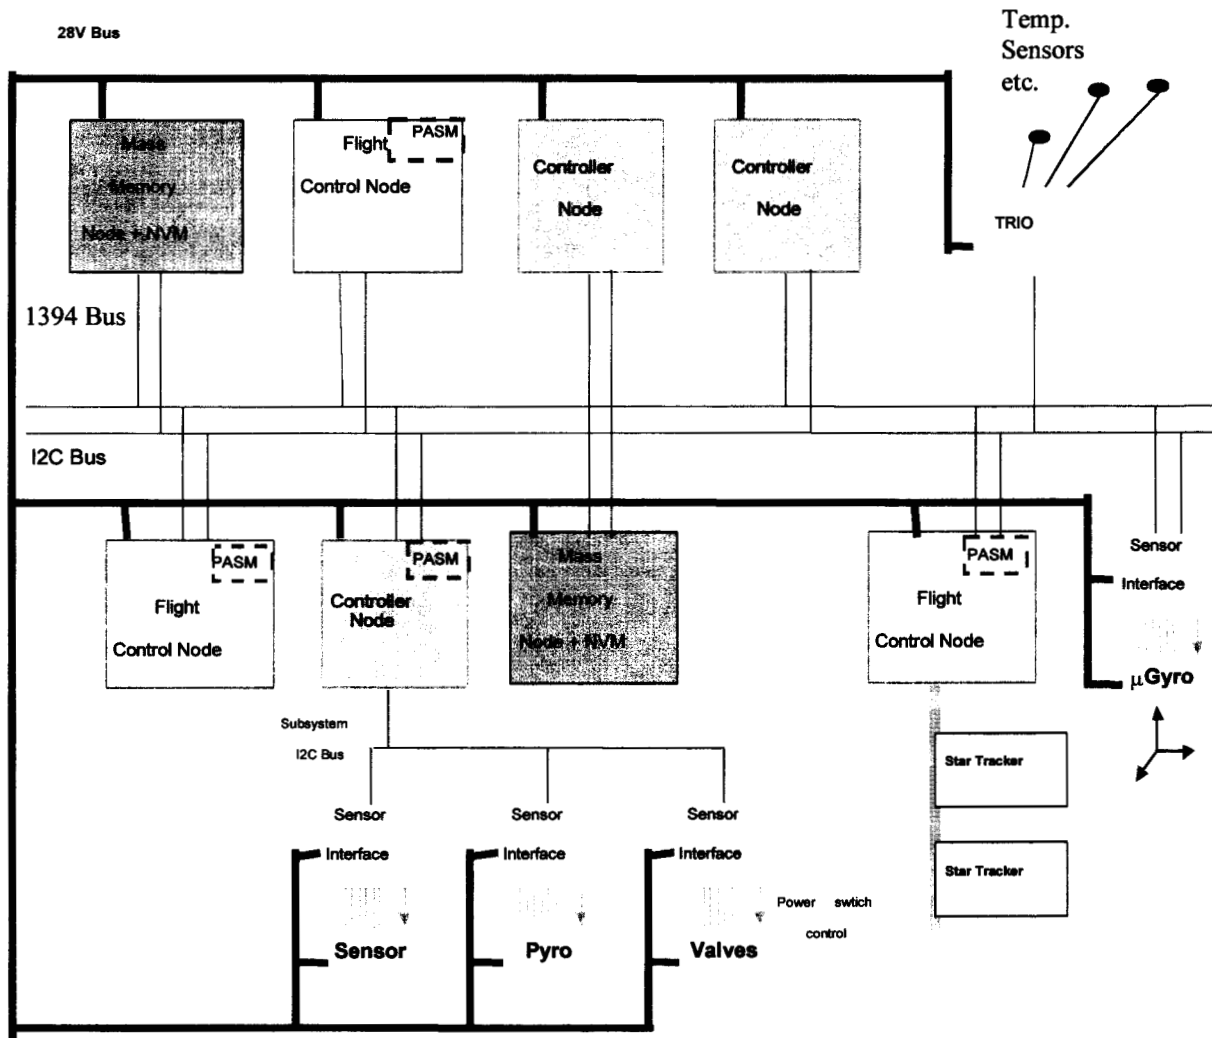 28V Bus
Temp.
Sensors
etc.
Mass
Memory
Node + NVM
PASM
Flight
Control Node
Controller
Node
Controller
Node
TRIO
1394 Bus
I2C Bus
PASM
Flight
Control Node
PASM
Controller
Node
Mass
Memory
Node + NVM
PASM
Flight
Control Node
Sensor
Interface
µGyro
Subsystem
I2C Bus
Star Tracker
Star Tracker
Sensor
Interface
Sensor
Sensor
Interface
Pyro
Sensor
Interface
Valves
Power swtich
control